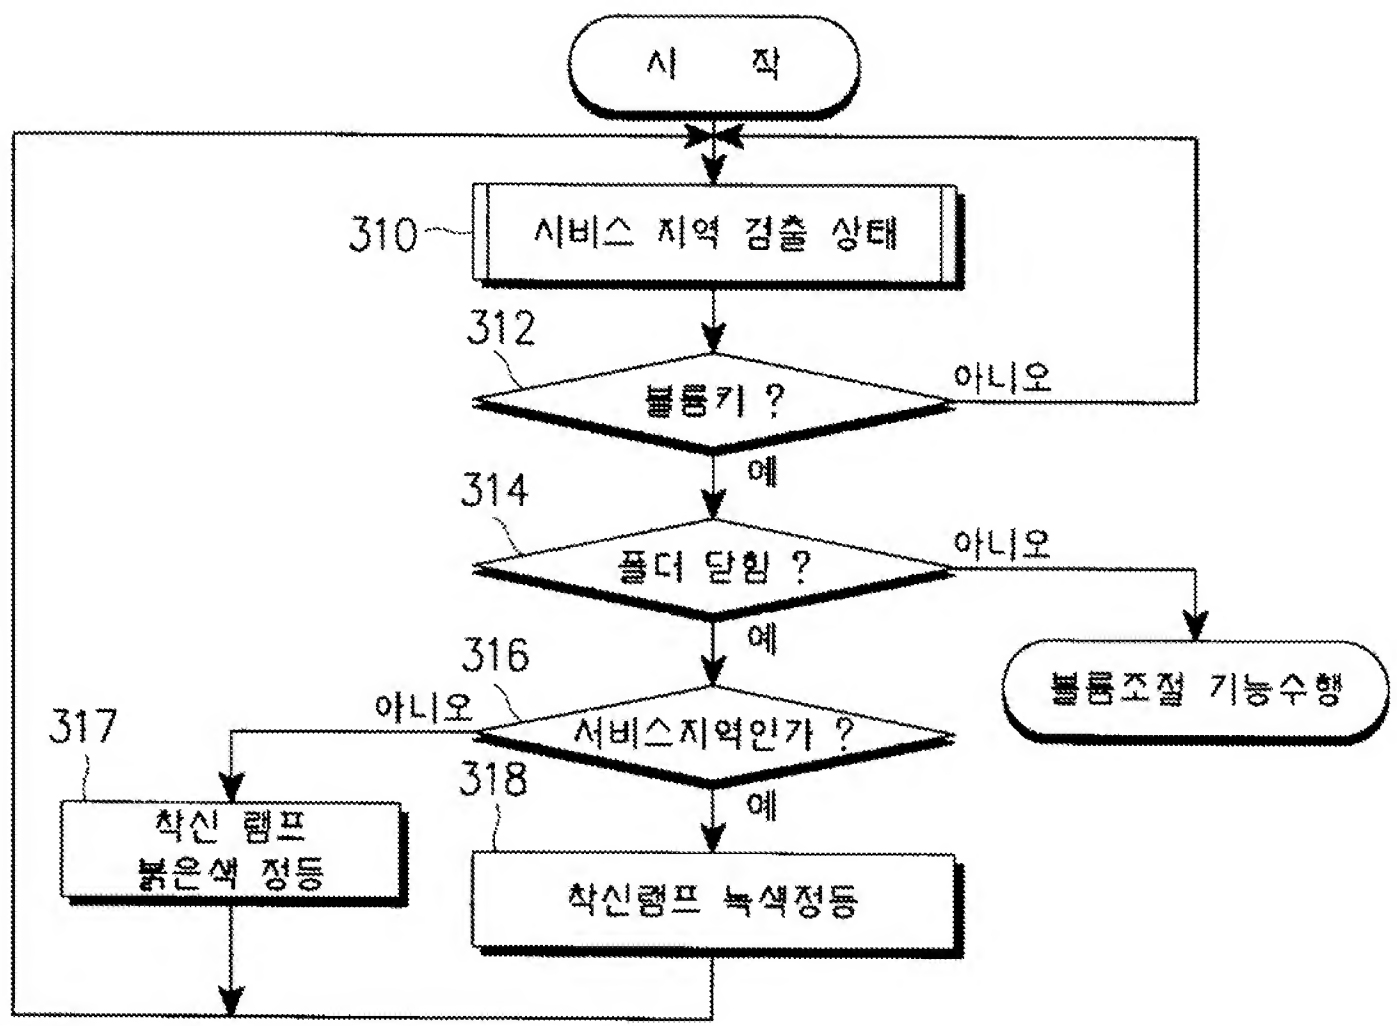 시 작
310
시비스 지역 검출 상태
312
볼륨키 ?
아니오
예
314
폴더 닫힘 ?
아니오
예
316
서비스지역인가 ?
아니오
예
볼륨조절 기능수행
317
착신 램프
붉은색 정등
318
착신램프 녹색정등